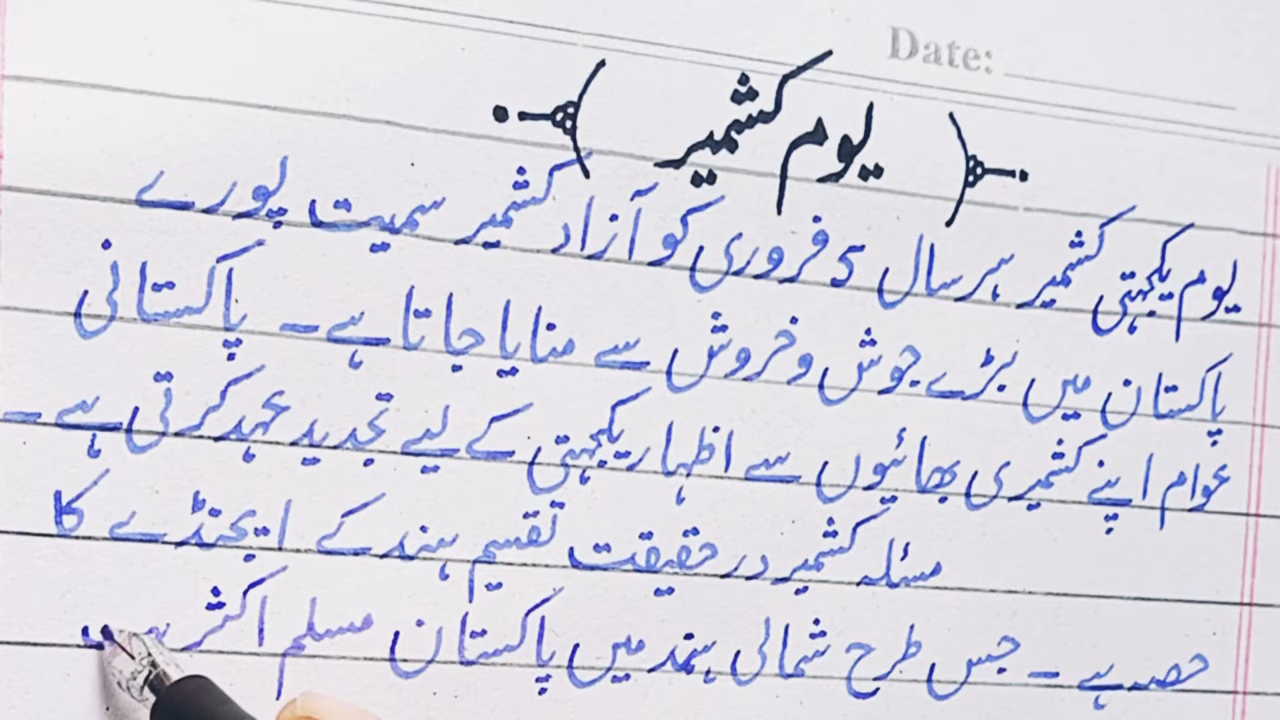 Date:
یوم کشمیر
یوم یکجہتی کشمیر ہر سال 5 فروری کو آزاد کشمیر سمیت پورے
پاکستان میں بڑے جوش و خروش سے منایا جاتا ہے۔ پاکستانی
عوام اپنے کشمیری بھائیوں سے اظہار یکجہتی کے لیے تجدید عہد کرتی ہے۔
مسئلہ کشمیر در حقیقت تقسیم ہند کے ایجنڈے کا
حصہ ہے۔ جس طرح شمالی ہند میں پاکستان مسلم